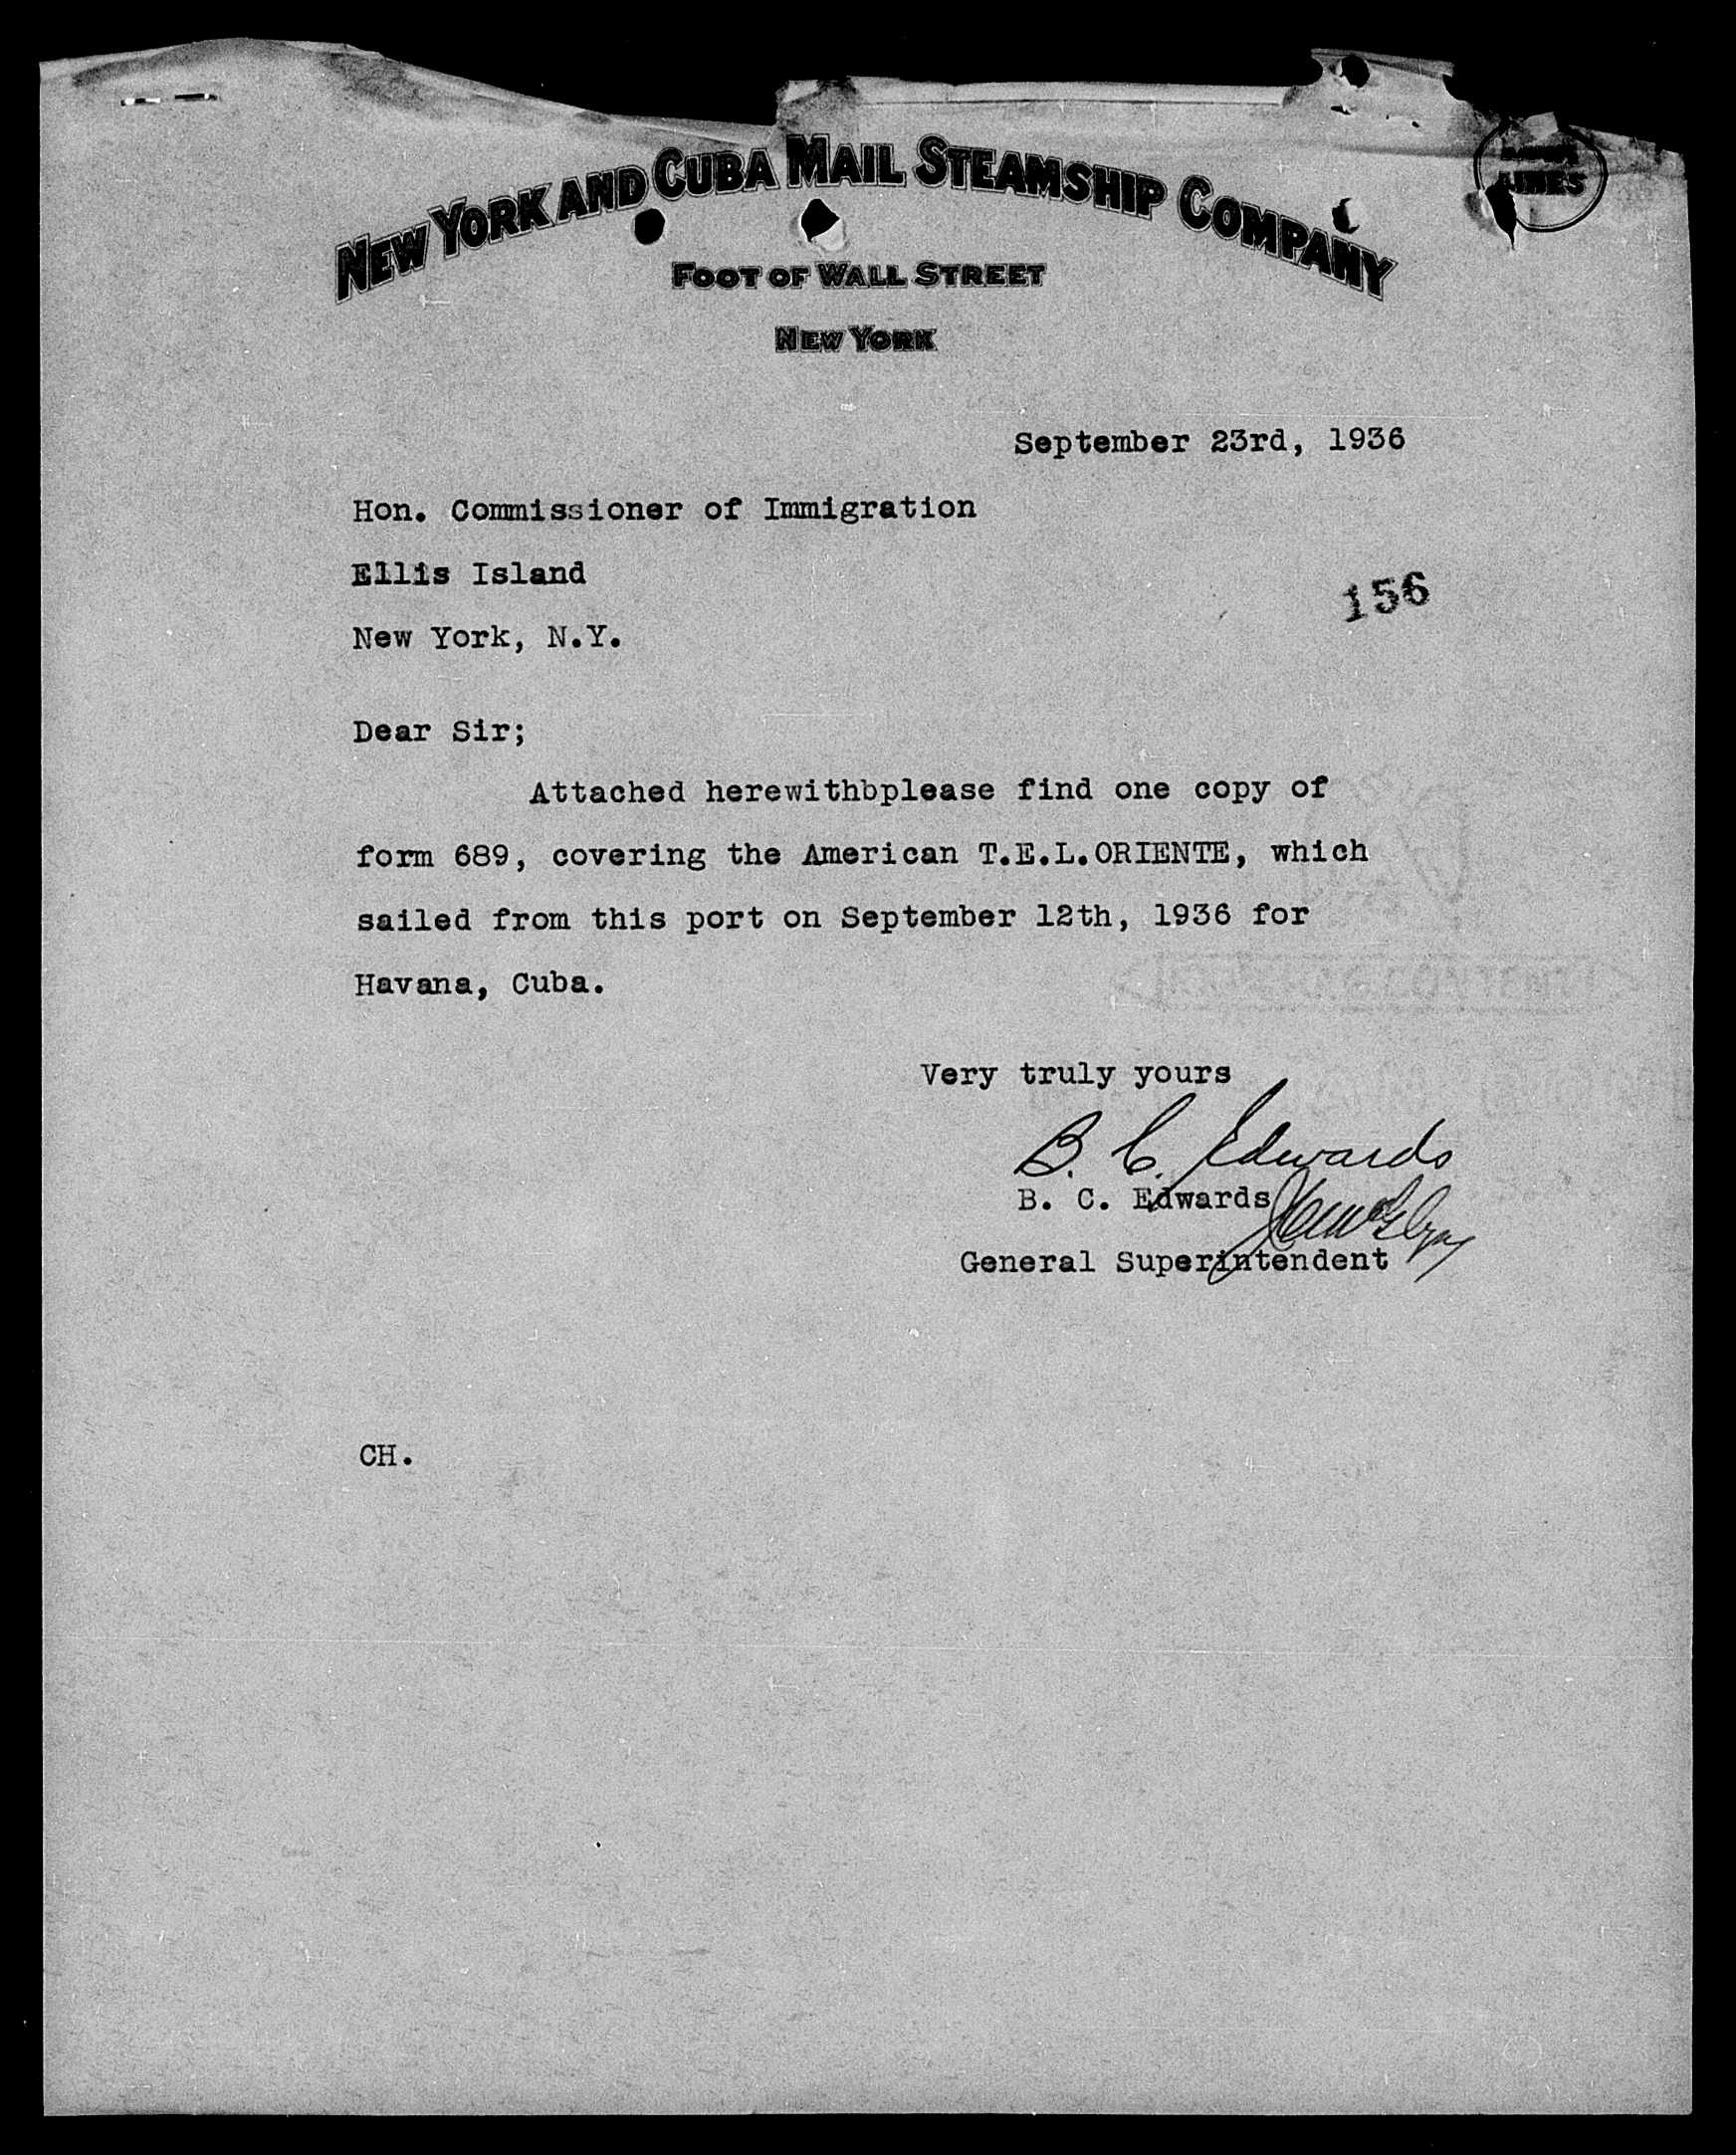 NEW YORK AND CUBA MAIL STEAMSHIP COMPANY
LINES
FOOT OF WALL STREET
NEW YORK
September 23rd, 1936
Hon. Commissioner of Immigration
Ellis Island
156
New York, N.Y.
Dear Sir;
Attached herewithbplease find one copy of
form 689, covering the American T.E.L.ORIENTE, which
sailed from this port on September 12th, 1936 for
Havana, Cuba.
Very truly yours
B. C. Edwards
B. C. Edwards
General Superintendent
CH.